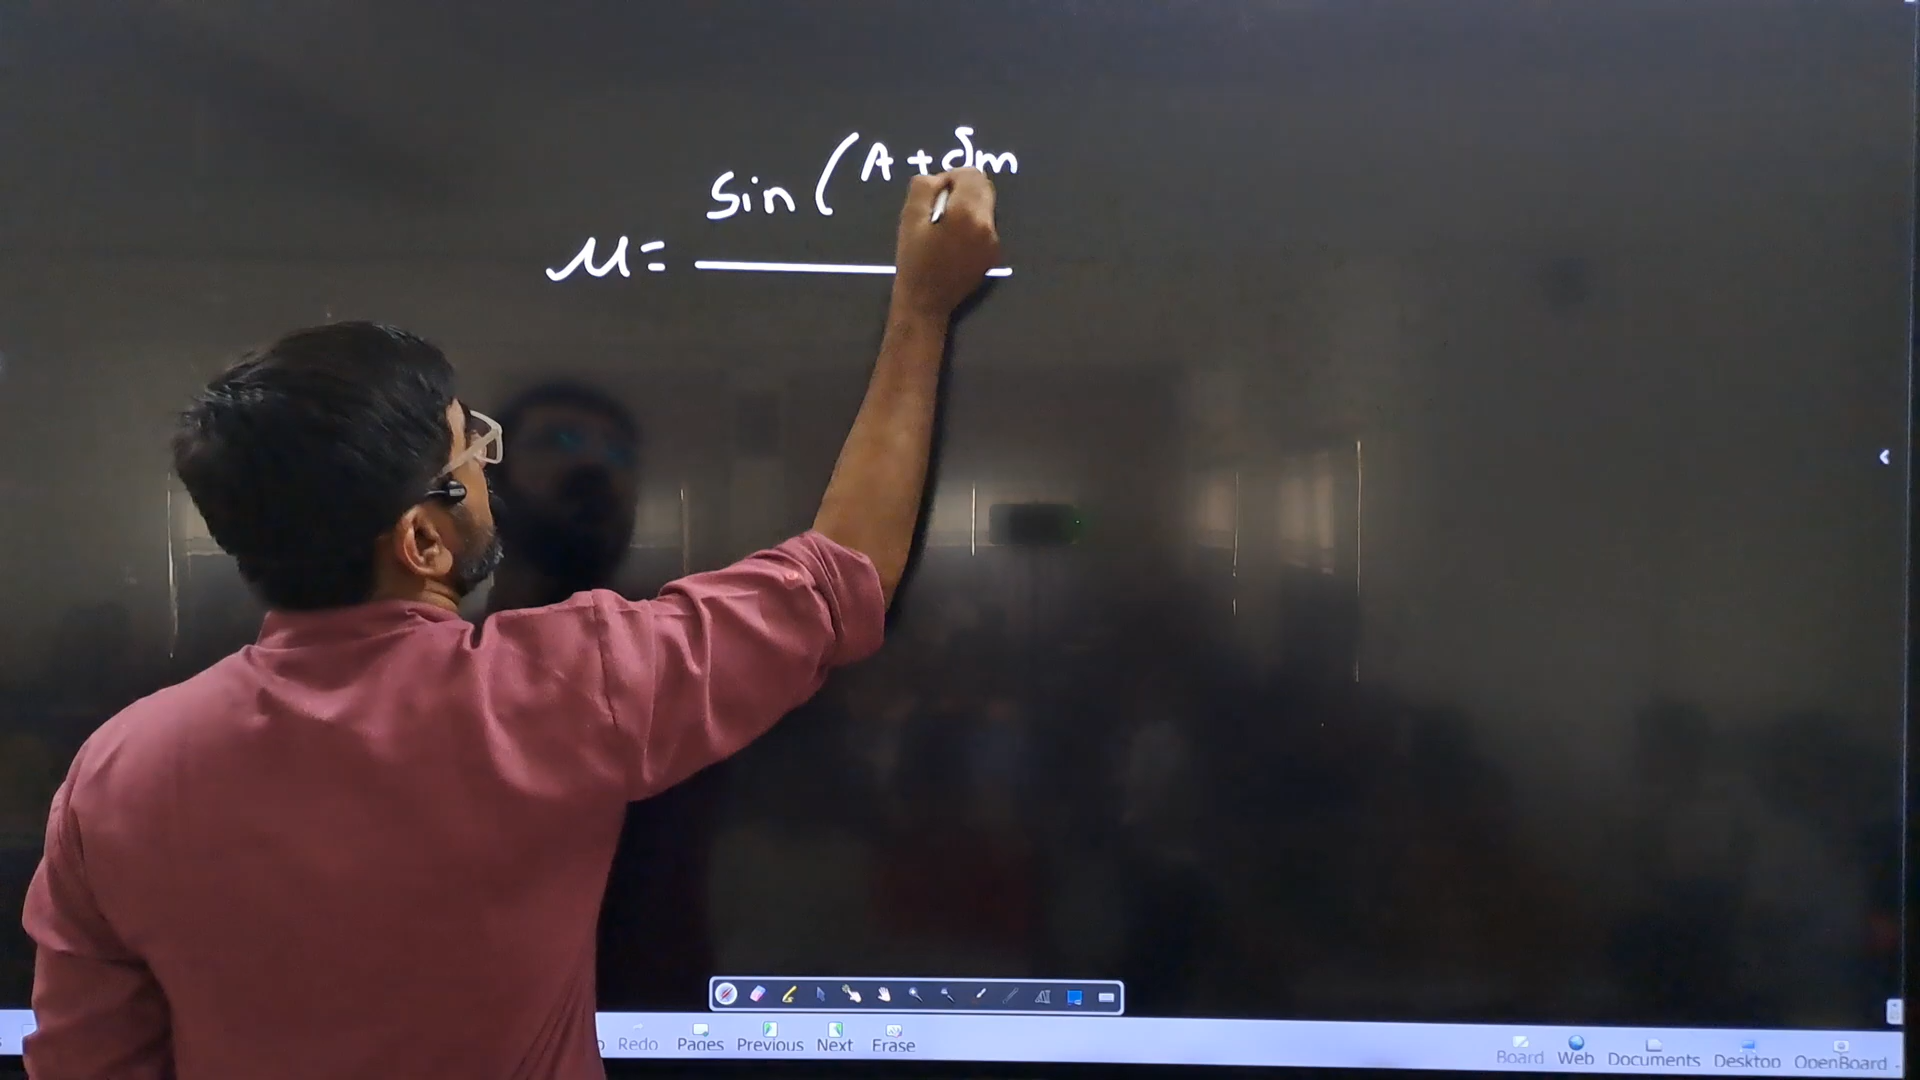 sin (A + δm
μ =
Redo Pages Previous Next Erase
Board Web Documents Desktop OpenBoard